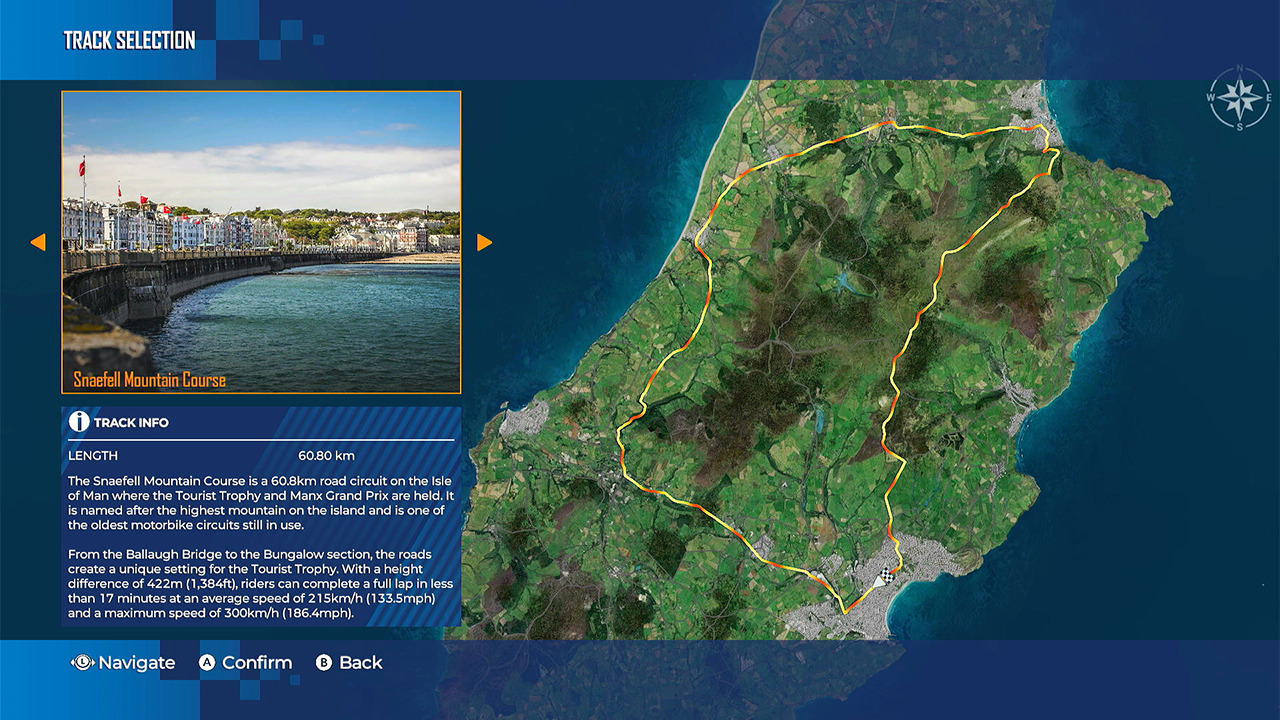 TRACK SELECTION
N
W E
S
Snaefell Mountain Course
i TRACK INFO
LENGTH 60.80 km
The Snaefell Mountain Course is a 60.8km road circuit on the Isle
of Man where the Tourist Trophy and Manx Grand Prix are held. It
is named after the highest mountain on the island and is one of
the oldest motorbike circuits still in use.
From the Ballaugh Bridge to the Bungalow section, the roads
create a unique setting for the Tourist Trophy. With a height
difference of 422m (1,384ft), riders can complete a full lap in less
than 17 minutes at an average speed of 215km/h (133.5mph)
and a maximum speed of 300km/h (186.4mph).
L Navigate A Confirm B Back